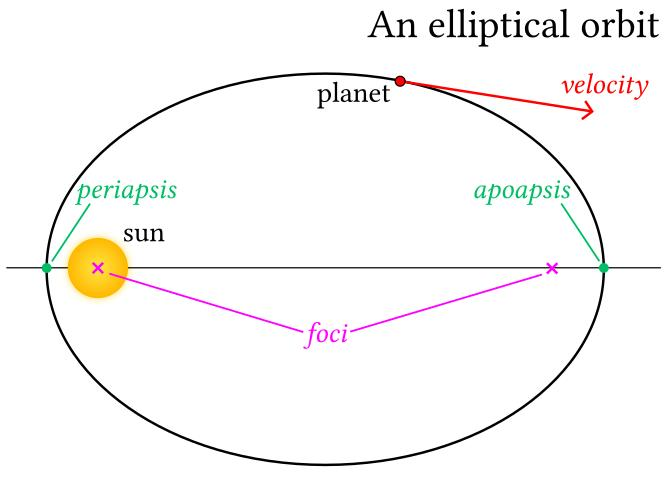 An elliptical orbit
velocity
planet
periapsis
apoapsis
sun
foci